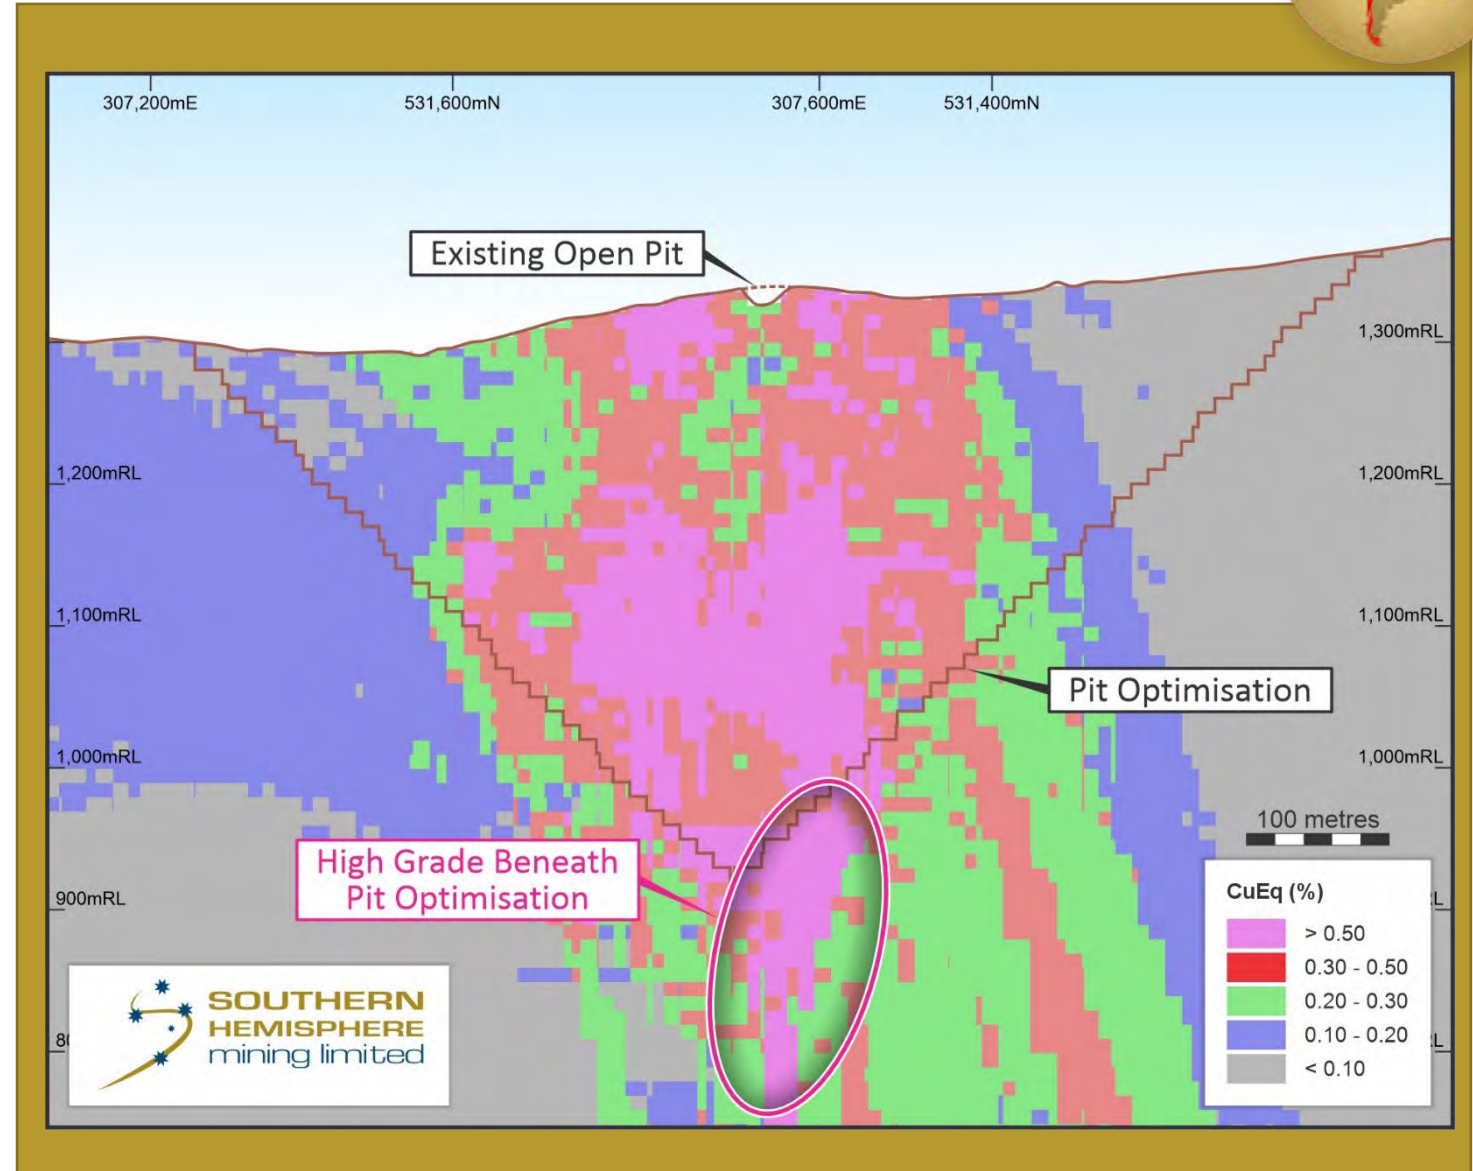 307,200mE
531,600mN
307,600mE
531,400mN
Existing Open Pit
1,300mRL
1,200mRL
1,200mRL
1,100mRL
1,100mRL
Pit Optimisation
1,000mRL
1,000mRL
100 metres
High Grade Beneath
Pit Optimisation
900mRL
CuEq (%)
> 0.50
0.30 - 0.50
0.20 - 0.30
0.10 - 0.20
< 0.10
SOUTHERN
HEMISPHERE
mining limited